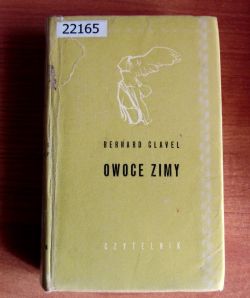 22165
BERNARD CLAVEL
OWOCE ZIMY
CZYTELNIK